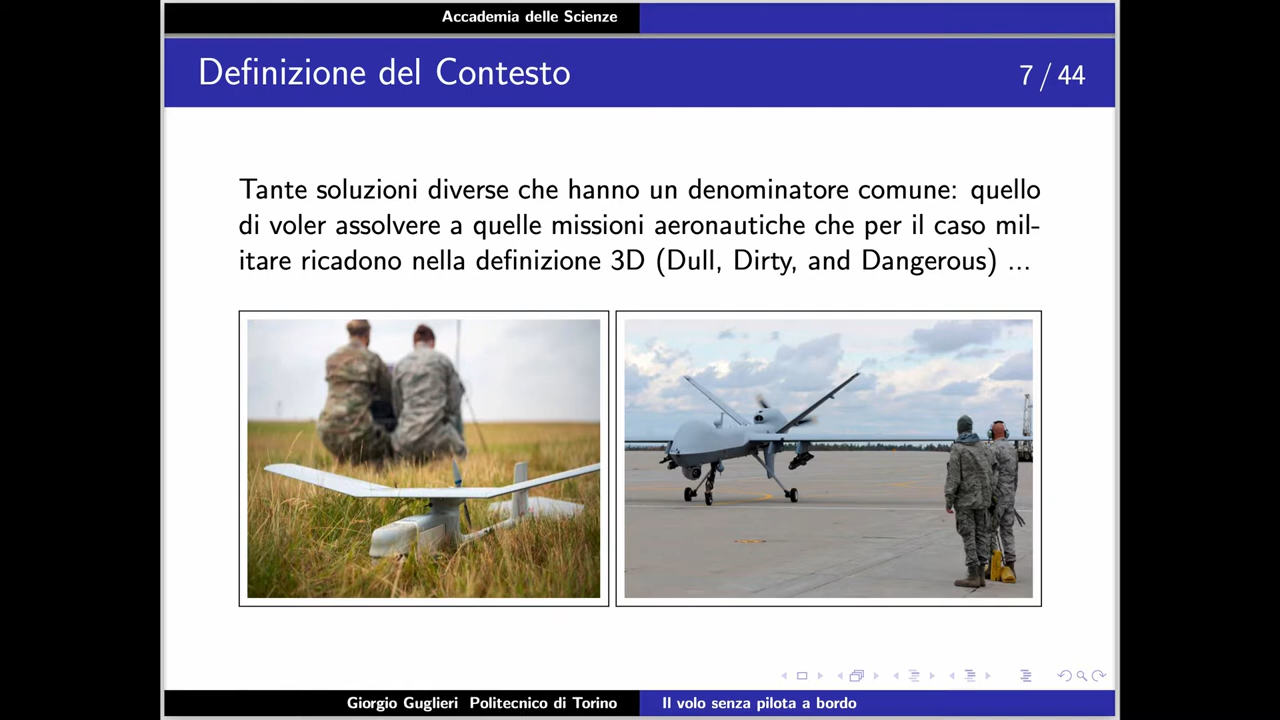 Accademia delle Scienze
Definizione del Contesto
7 / 44
Tante soluzioni diverse che hanno un denominatore comune: quello
di voler assolvere a quelle missioni aeronautiche che per il caso mil-
itare ricadono nella definizione 3D (Dull, Dirty, and Dangerous) ...
Giorgio Guglieri Politecnico di Torino
Il volo senza pilota a bordo